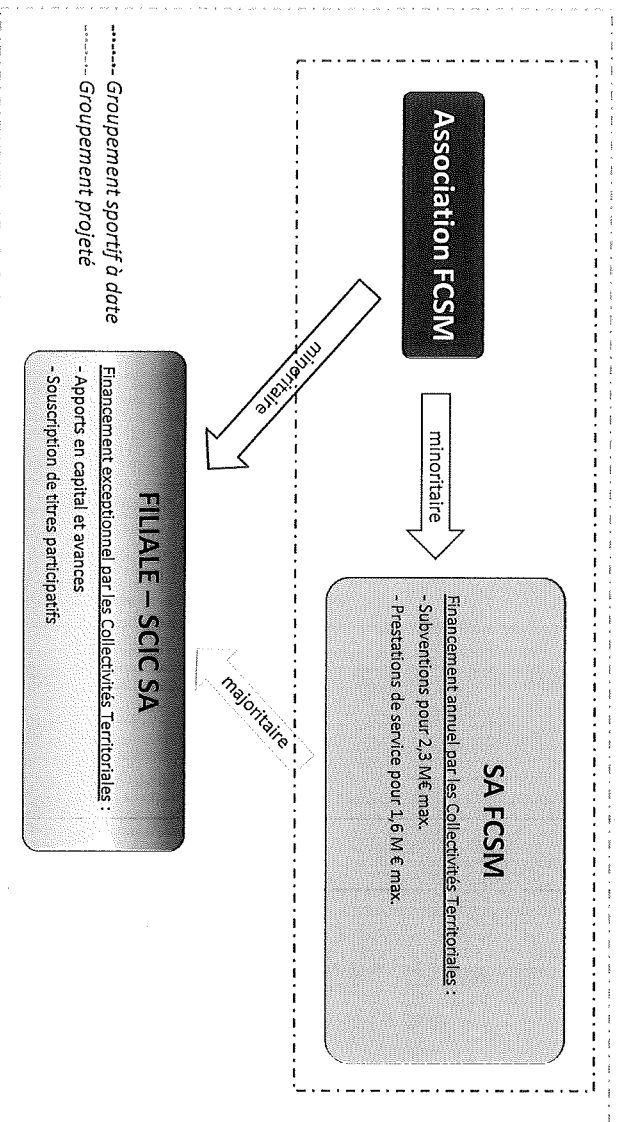 Association FCSM
minoritaire
SA FCSM
Financement annuel par les Collectivités Territoriales :
- Subventions pour 2,3 M€ max.
- Prestations de service pour 1,6 M € max.
minoritaire
majoritaire
FILIALE – SCIC SA
Financement exceptionnel par les Collectivités Territoriales :
- Apports en capital et avances
- Souscription de titres participatifs
Groupement sportif à date
Groupement projeté